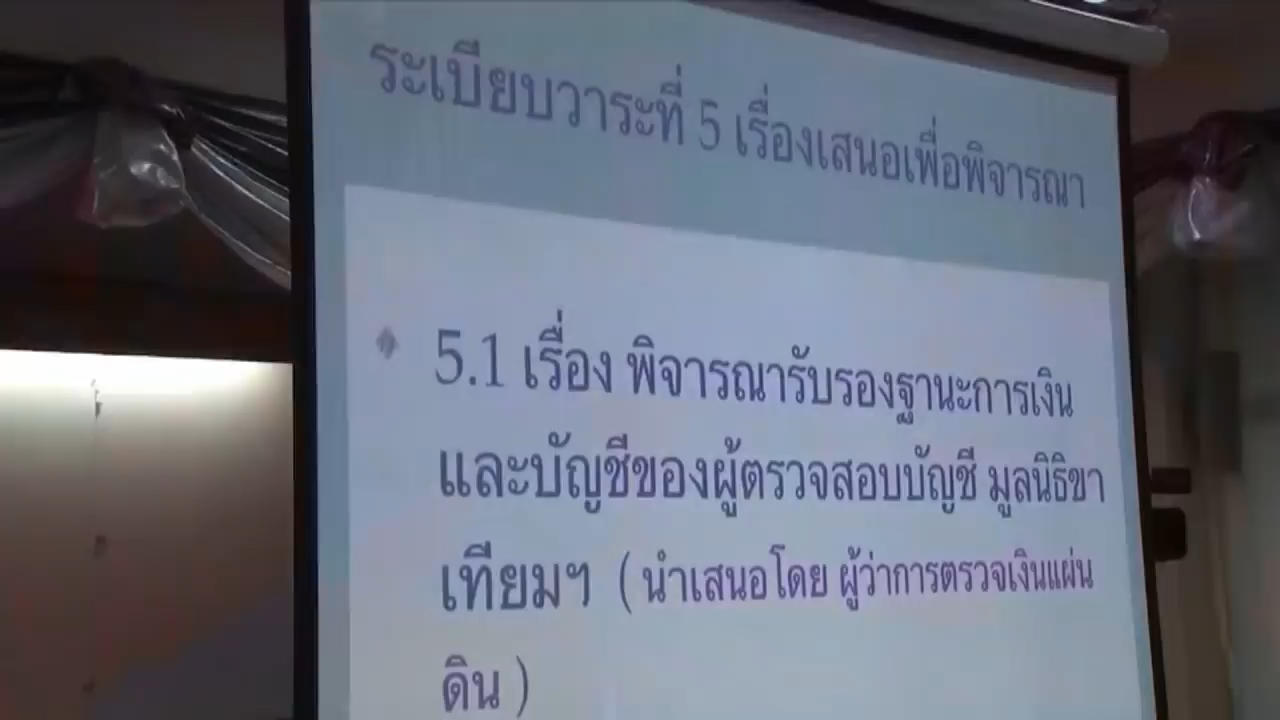 ระเบียบวาระที่ 5 เรื่องเสนอเพื่อพิจารณา
5.1 เรื่อง พิจารณารับรองฐานะการเงิน
และบัญชีของผู้ตรวจสอบบัญชี มูลนิธิขา
เทียมฯ ( นำเสนอโดย ผู้ว่าการตรวจเงินแผ่น
ดิน )